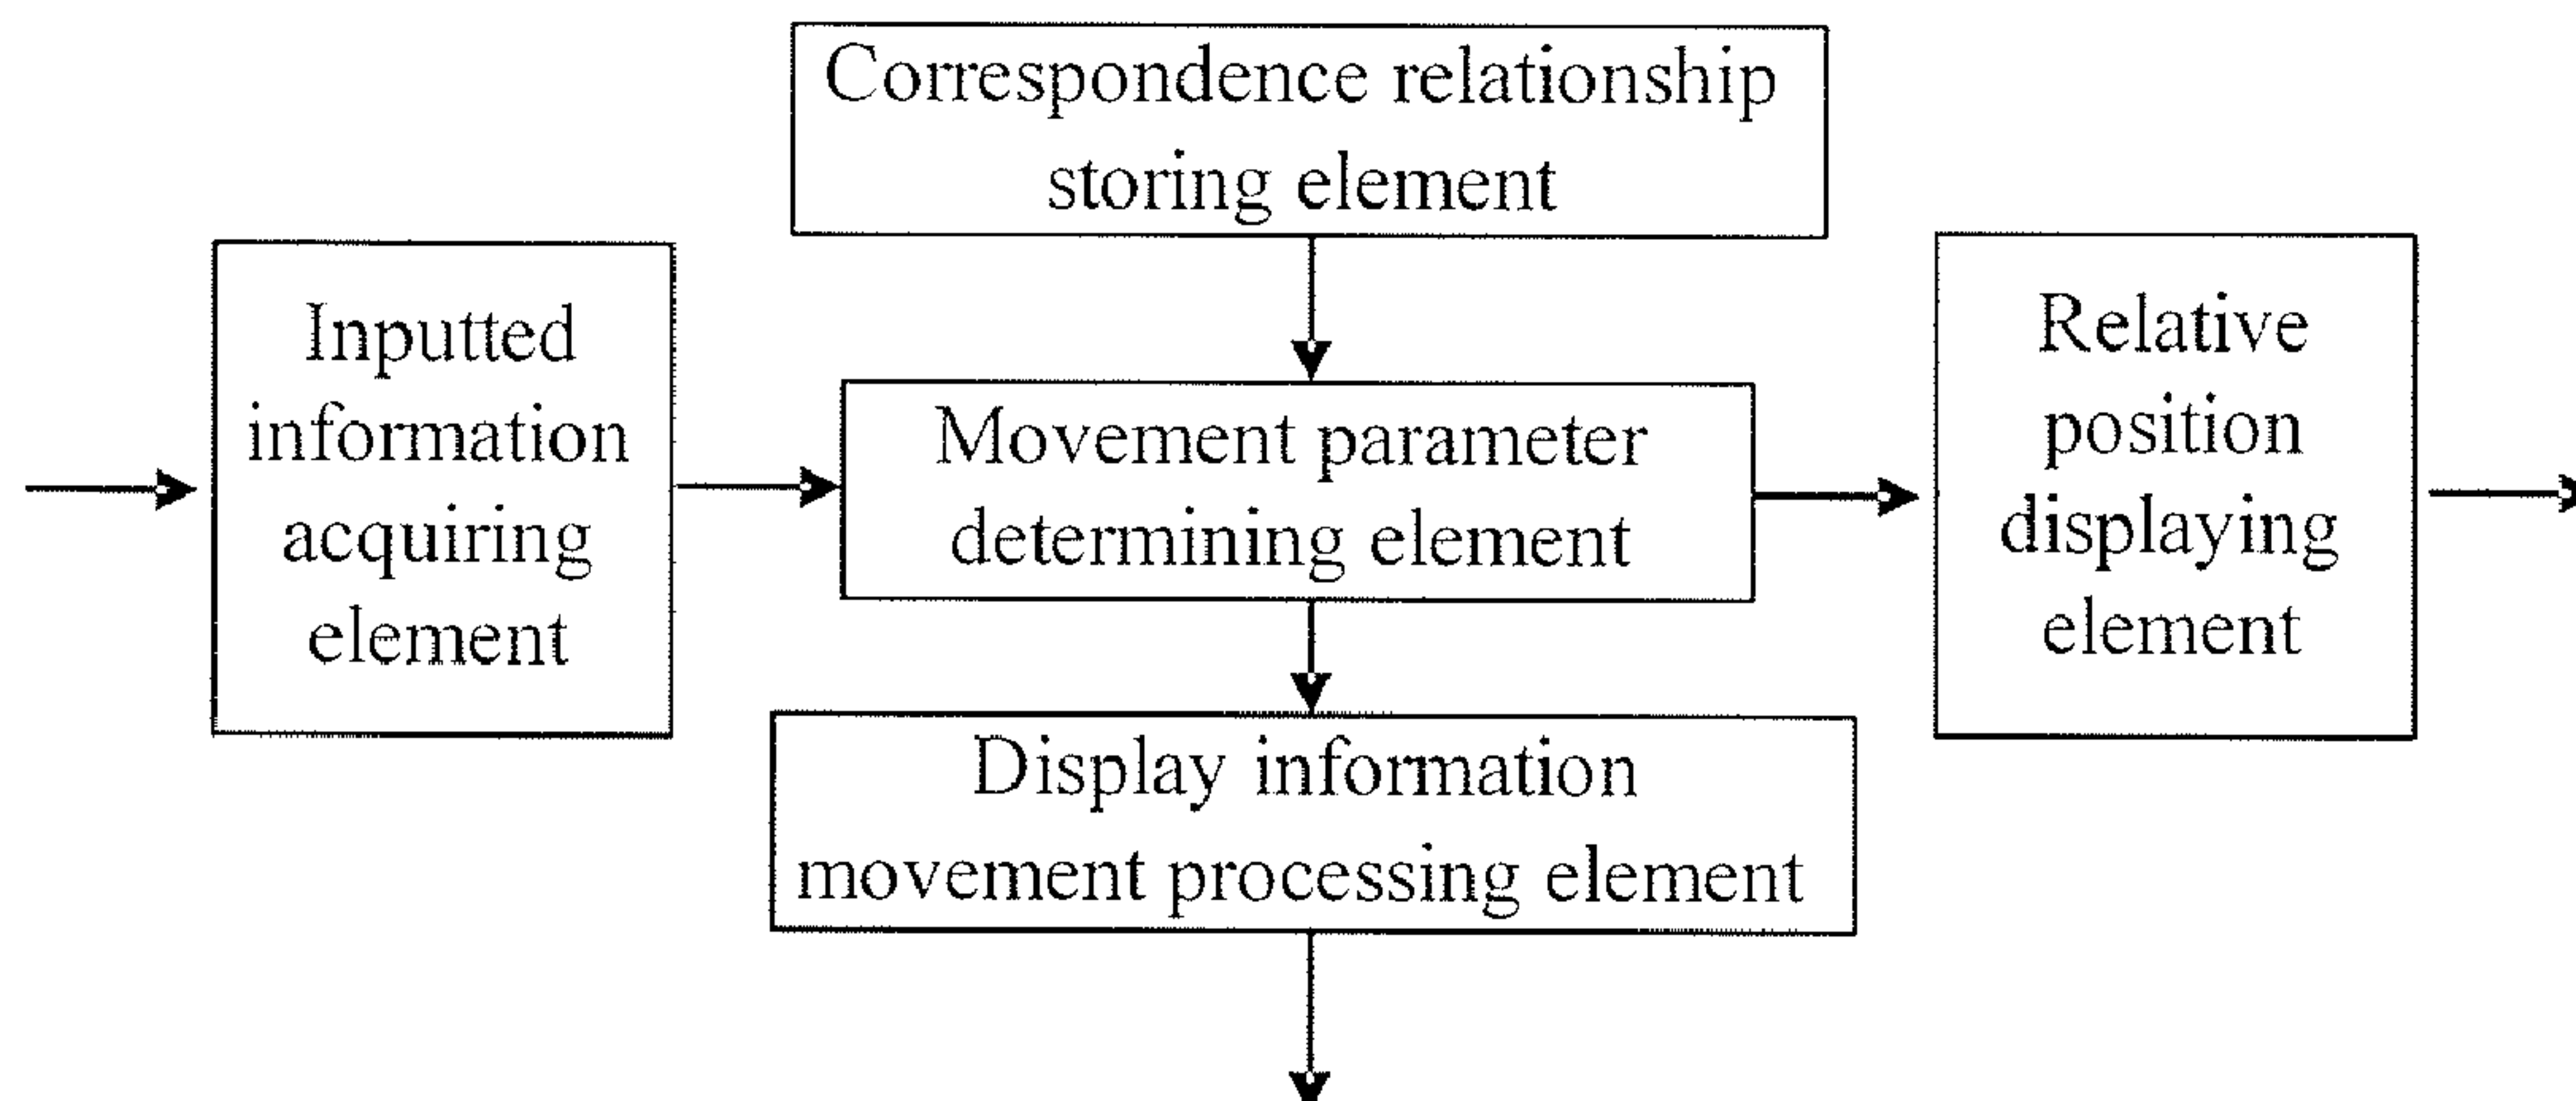 Correspondence relationship
storing element
Inputted
information
acquiring
element
Movement parameter
determining element
Relative
position
displaying
element
Display information
movement processing element